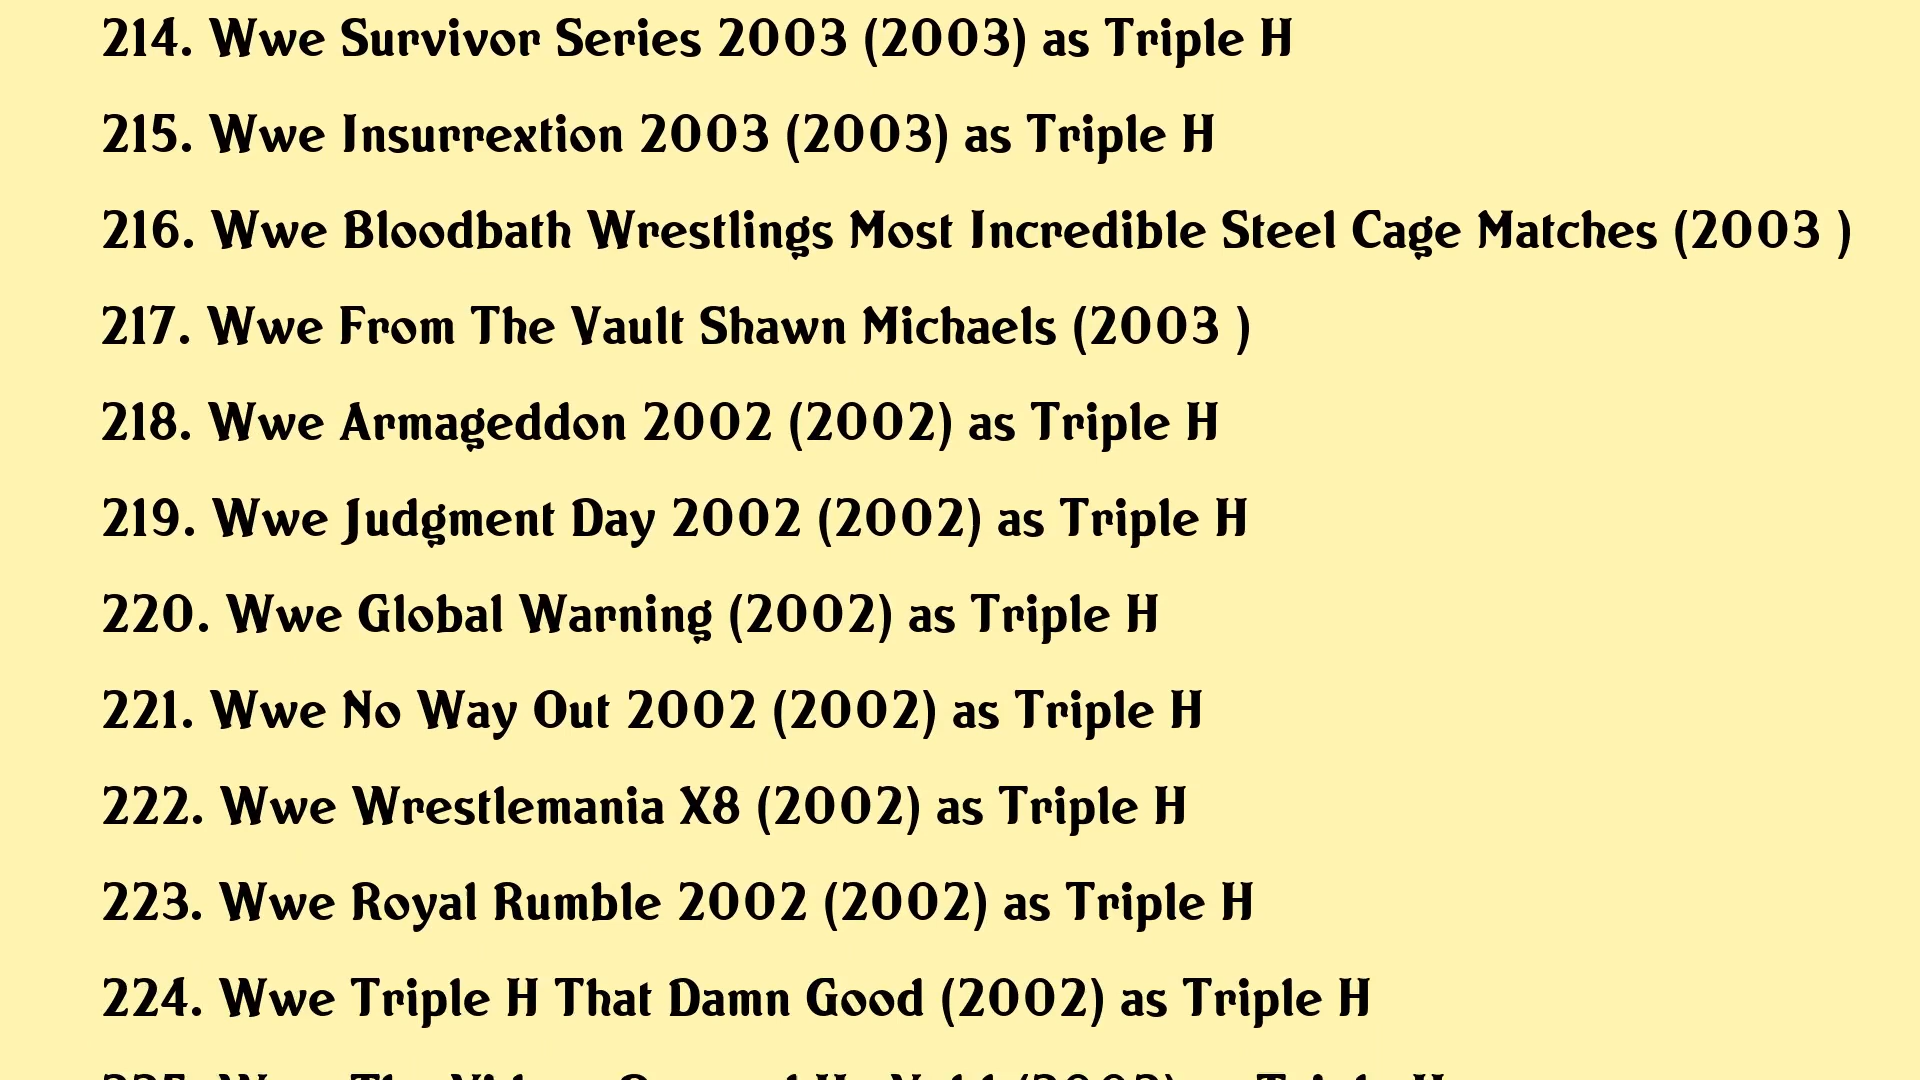 214. Wwe Survivor Series 2003 (2003) as Triple H
215. Wwe Insurrextion 2003 (2003) as Triple H
216. Wwe Bloodbath Wrestlings Most Incredible Steel Cage Matches (2003 )
217. Wwe From The Vault Shawn Michaels (2003 )
218. Wwe Armageddon 2002 (2002) as Triple H
219. Wwe Judgment Day 2002 (2002) as Triple H
220. Wwe Global Warning (2002) as Triple H
221. Wwe No Way Out 2002 (2002) as Triple H
222. Wwe Wrestlemania X8 (2002) as Triple H
223. Wwe Royal Rumble 2002 (2002) as Triple H
224. Wwe Triple H That Damn Good (2002) as Triple H